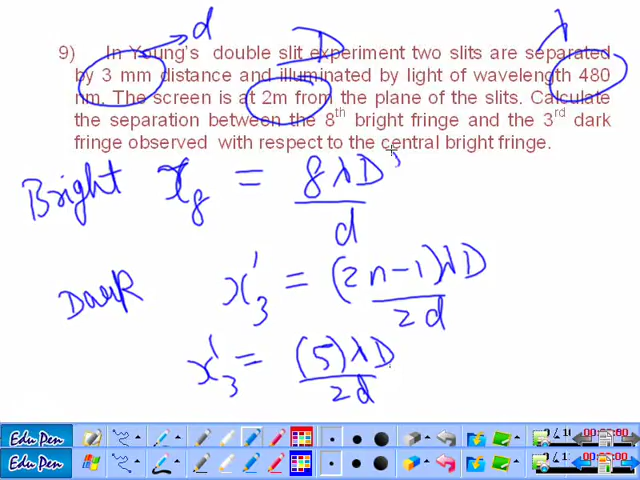 d
D
λ
9) In Young's double slit experiment two slits are separated
by 3 mm distance and illuminated by light of wavelength 480
nm. The screen is at 2m from the plane of the slits. Calculate
the separation between the 8th bright fringe and the 3rd dark
fringe observed with respect to the central bright fringe.
Bright x₈ = 8λD / d
Dark x'₃ = (2n-1)λD / 2d
x'₃ = (5)λD / 2d
Edu Pen
Edu Pen